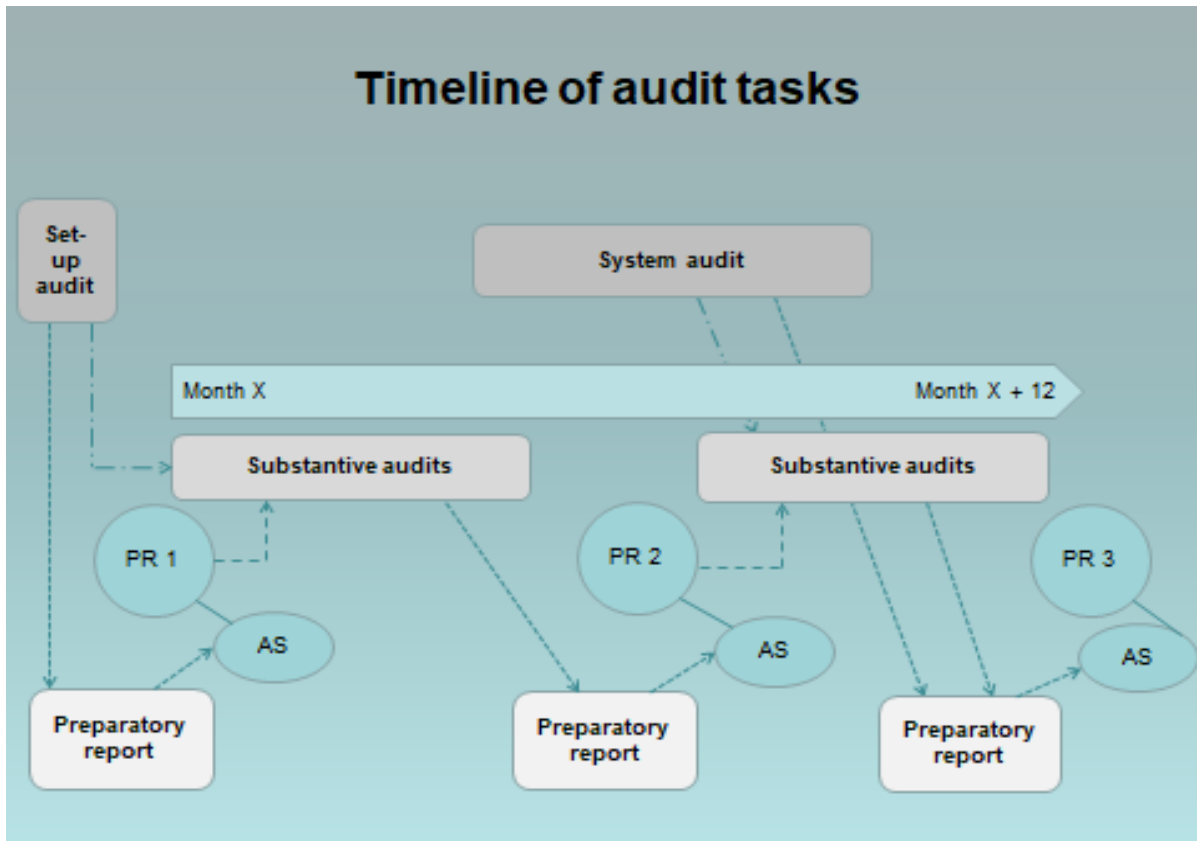 Timeline of audit tasks
Set-
up
audit
System audit
Month X
Month X + 12
Substantive audits
Substantive audits
PR 1
PR 2
PR 3
AS
AS
AS
Preparatory
report
Preparatory
report
Preparatory
report